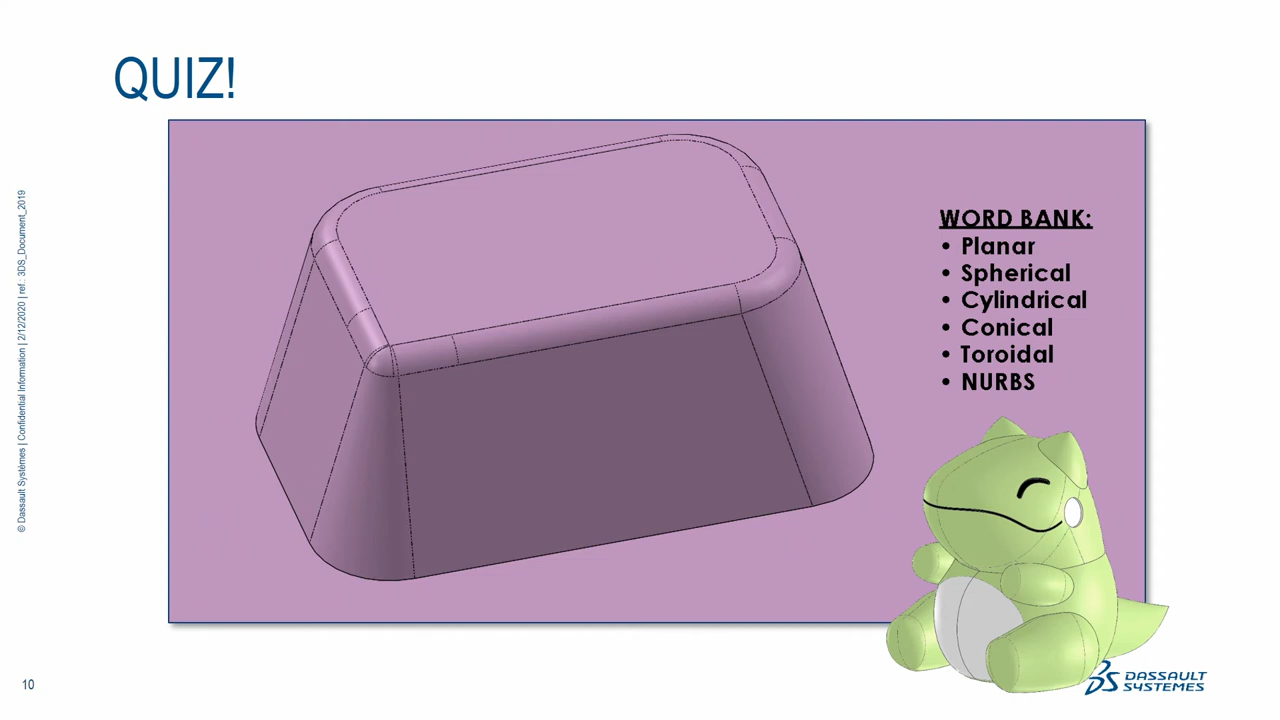 QUIZ!
WORD BANK:
• Planar
• Spherical
• Cylindrical
• Conical
• Toroidal
• NURBS
© Dassault Systèmes | Confidential Information | 2/12/2020 | ref.: 3DS_Document_2019
10
DASSAULT
SYSTEMES